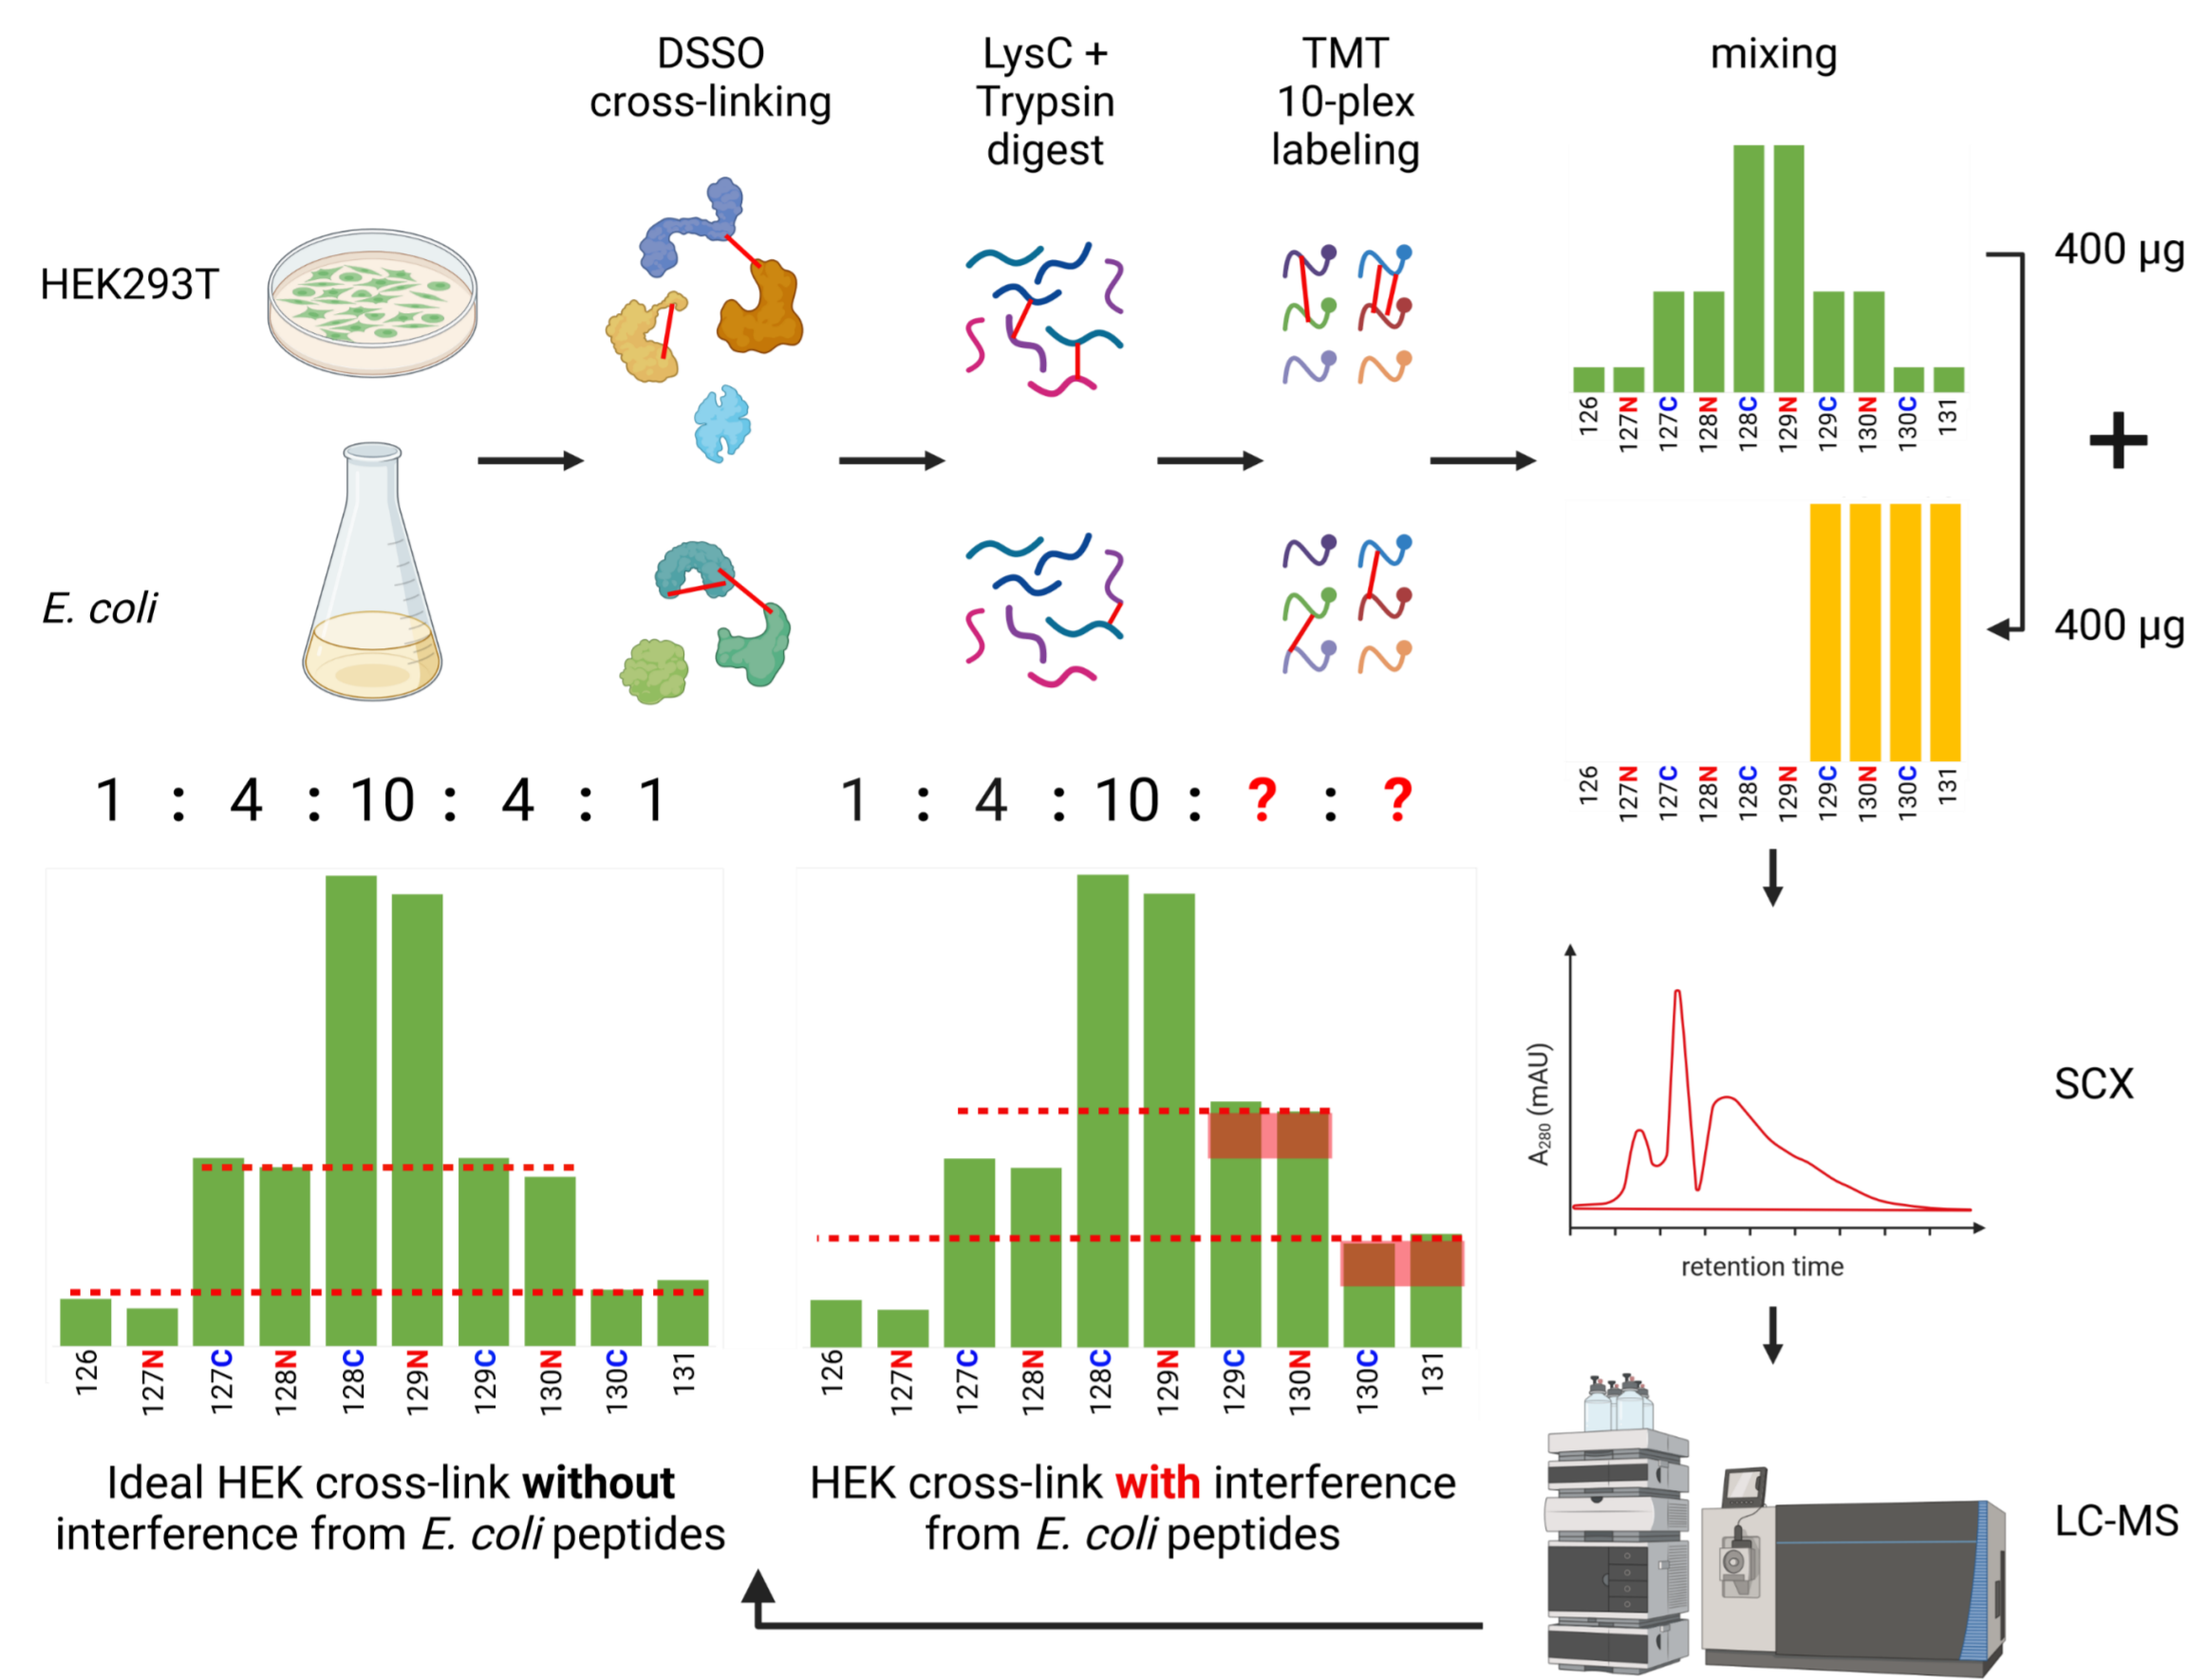 DSSO
cross-linking
LysC +
Trypsin
digest
TMT
10-plex
labeling
mixing
HEK293T
400 µg
126
127N
127C
128N
128C
129N
129C
130N
130C
131
+
E. coli
400 µg
126
127N
127C
128N
128C
129N
129C
130N
130C
131
1 : 4 : 10 : 4 : 1
1 : 4 : 10 : ? : ?
A280 (mAU)
retention time
SCX
126
127N
127C
128N
128C
129N
129C
130N
130C
131
126
127N
127C
128N
128C
129N
129C
130N
130C
131
Ideal HEK cross-link without
interference from E. coli peptides
HEK cross-link with interference
from E. coli peptides
LC-MS